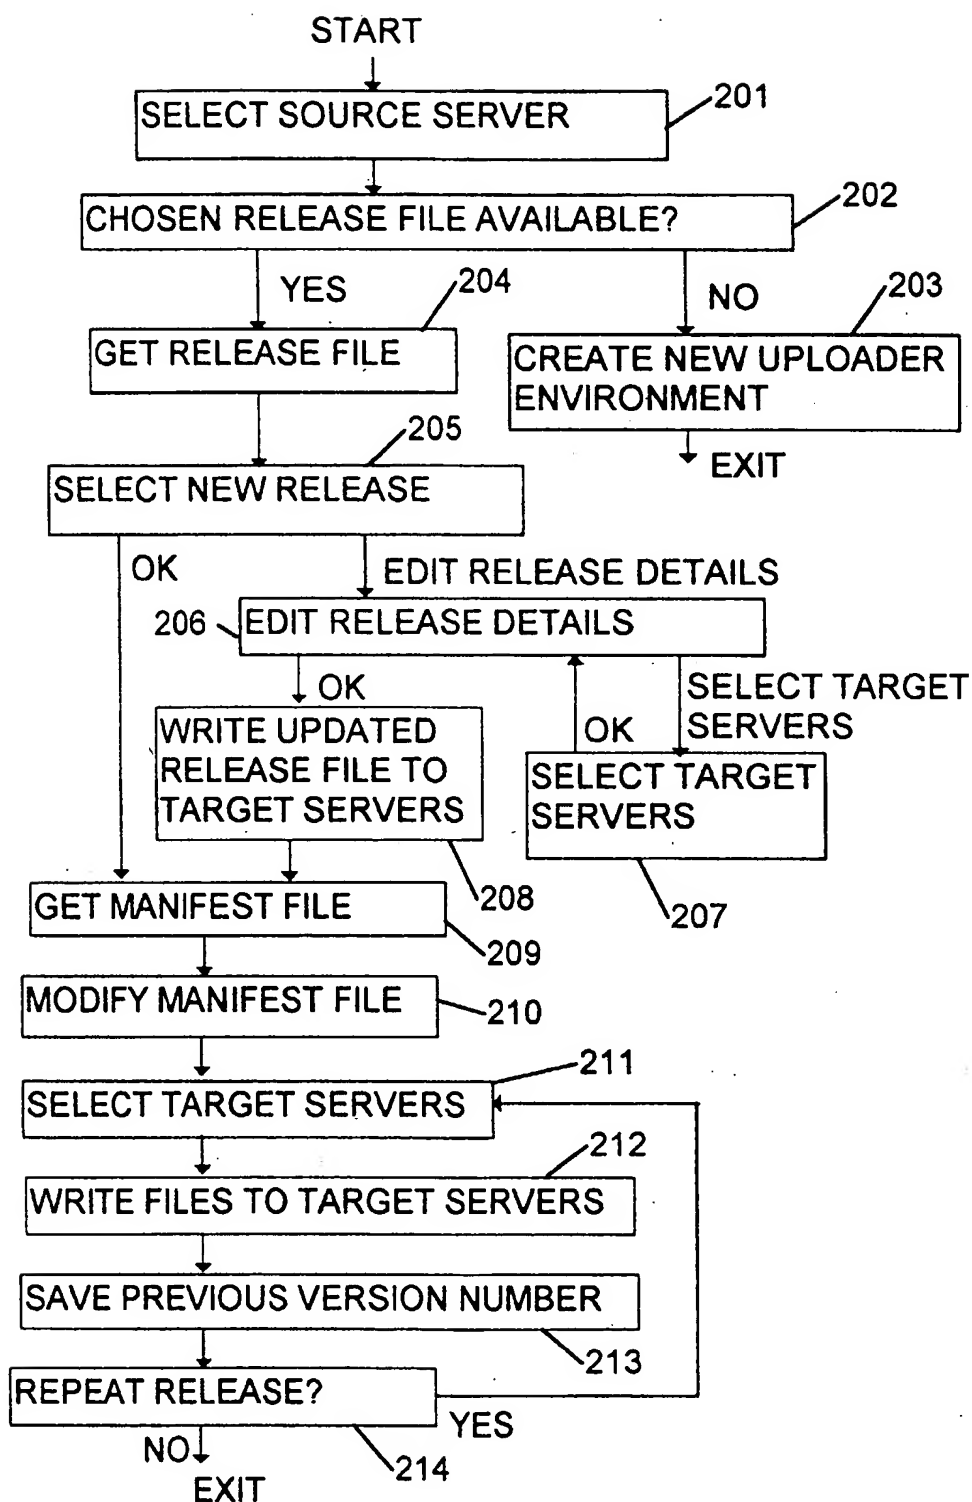 START
SELECT SOURCE SERVER
201
CHOSEN RELEASE FILE AVAILABLE?
202
YES
204
NO
203
GET RELEASE FILE
CREATE NEW UPLOADER
ENVIRONMENT
EXIT
205
SELECT NEW RELEASE
OK
EDIT RELEASE DETAILS
206
EDIT RELEASE DETAILS
OK
SELECT TARGET
SERVERS
OK
WRITE UPDATED
RELEASE FILE TO
TARGET SERVERS
SELECT TARGET
SERVERS
208
207
GET MANIFEST FILE
209
MODIFY MANIFEST FILE
210
211
SELECT TARGET SERVERS
212
WRITE FILES TO TARGET SERVERS
SAVE PREVIOUS VERSION NUMBER
213
REPEAT RELEASE?
YES
NO
214
EXIT